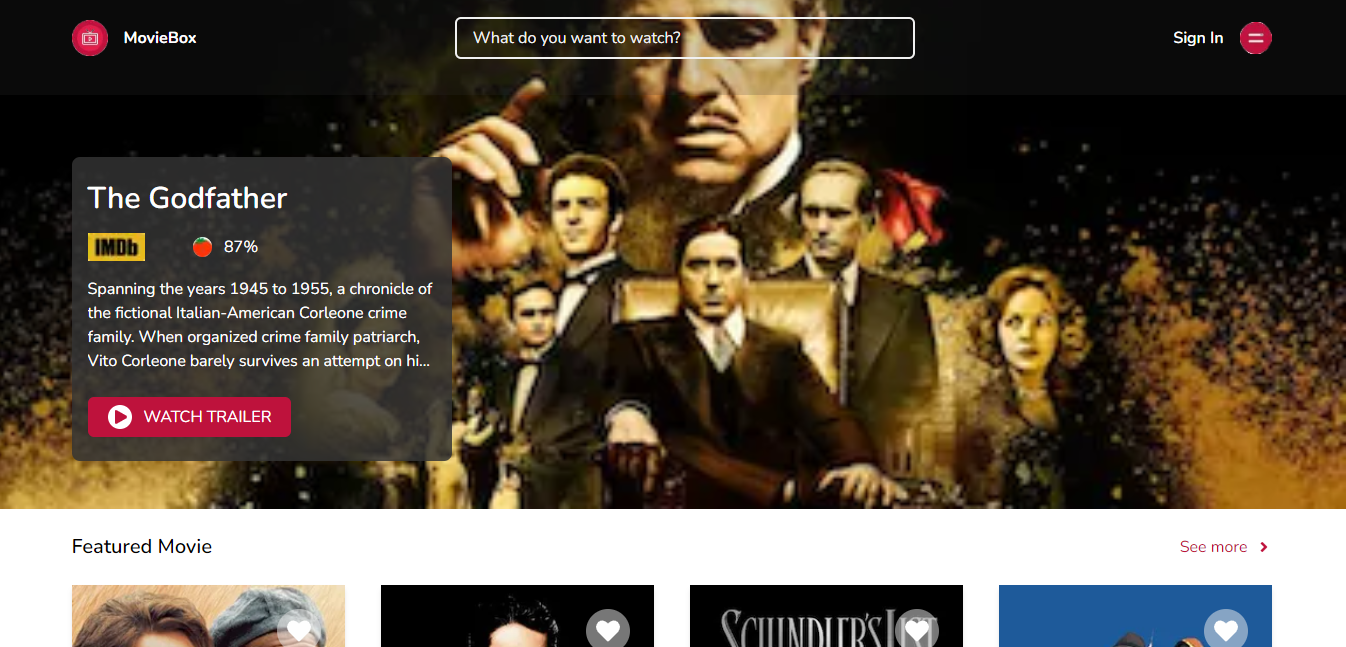 MovieBox
What do you want to watch?
Sign In
The Godfather
IMDb
87%
Spanning the years 1945 to 1955, a chronicle of
the fictional Italian-American Corleone crime
family. When organized crime family patriarch,
Vito Corleone barely survives an attempt on hi...
WATCH TRAILER
Featured Movie
See more
SCHINDLER'S LIST